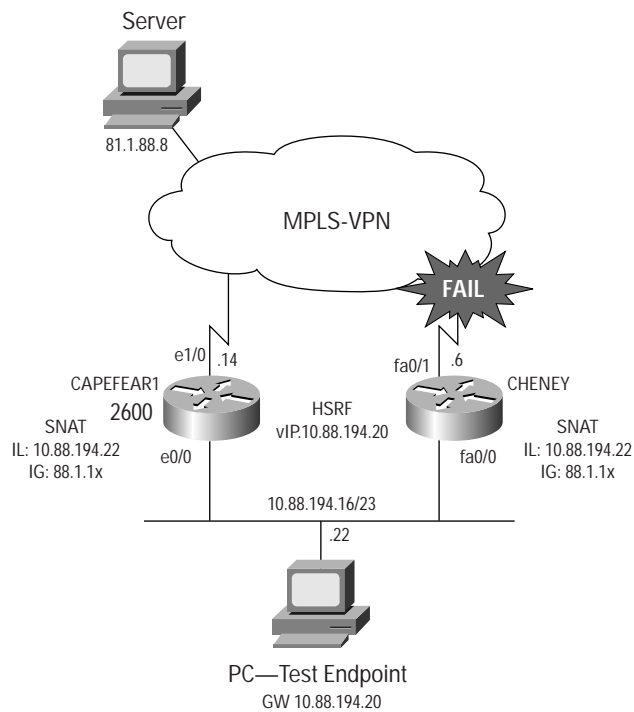 Server
81.1.88.8
MPLS-VPN
FAIL
e1/0
.14
fa0/1
.6
CAPEFEAR1
2600
HSRF
vIP.10.88.194.20
CHENEY
SNAT
IL: 10.88.194.22
IG: 88.1.1x
e0/0
fa0/0
SNAT
IL: 10.88.194.22
IG: 88.1.1x
10.88.194.16/23
.22
PC—Test Endpoint
GW 10.88.194.20